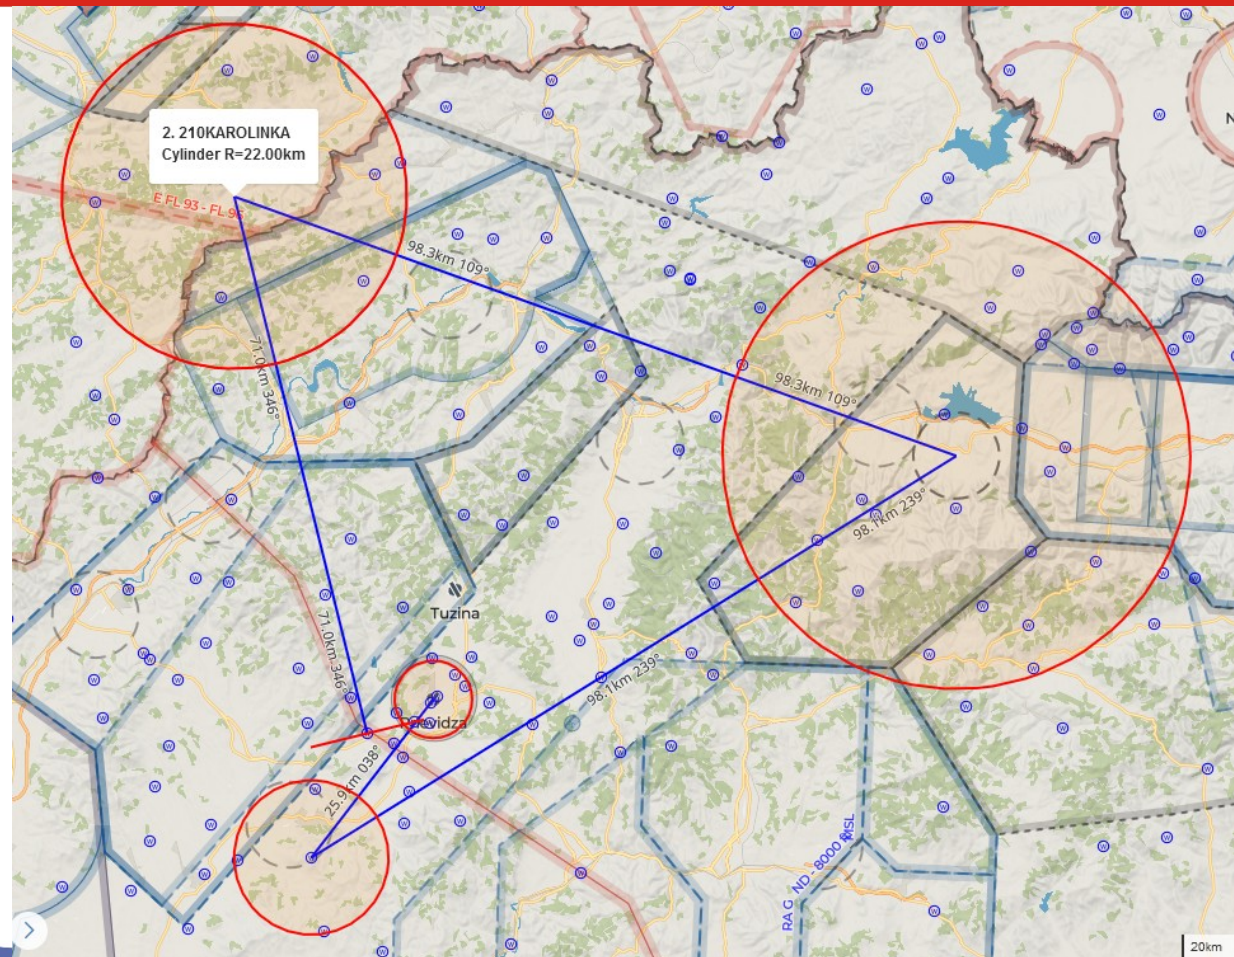 2. 210KAROLINKA
Cylinder R=22.00km
E FL 93 - FL 95
98.3km 109°
71.0km 346°
98.3km 109°
98.1km 239°
Tuzina
71.0km 346°
98.1km 239°
25.9km 038°
ND - 8000 ft MSL
RA G
20km